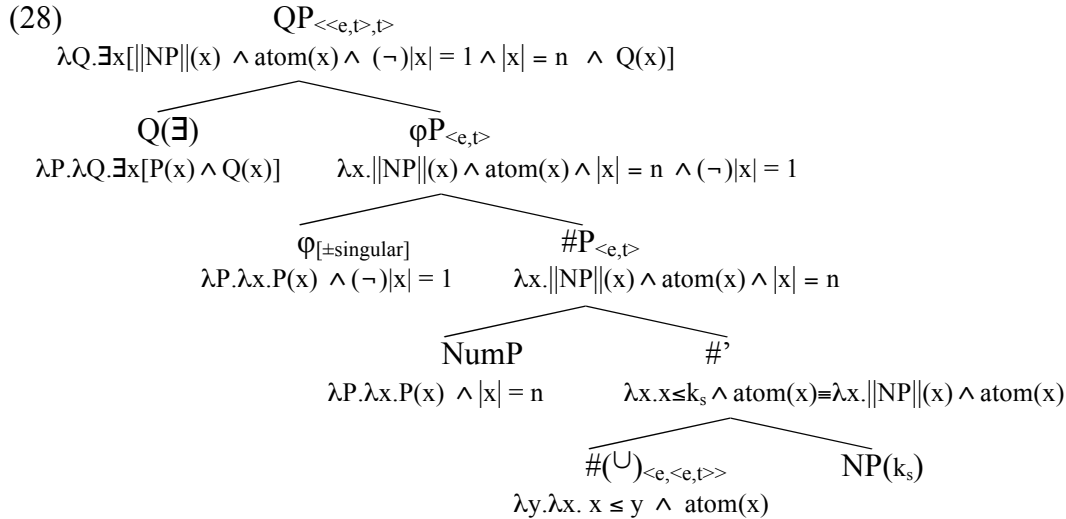 (28) QP<<e,t>,t>
λQ.∃x[||NP||(x) ∧ atom(x) ∧ (¬)|x| = 1 ∧ |x| = n ∧ Q(x)]
Q(∃) φP<e,t>
λP.λQ.∃x[P(x) ∧ Q(x)] λx.||NP||(x) ∧ atom(x) ∧ |x| = n ∧ (¬)|x| = 1
φ[±singular] #P<e,t>
λP.λx.P(x) ∧ (¬)|x| = 1 λx.||NP||(x) ∧ atom(x) ∧ |x| = n
NumP #’
λP.λx.P(x) ∧ |x| = n λx.x≤ks ∧ atom(x)≡λx.||NP||(x) ∧ atom(x)
#(∪)<e,<e,t>> NP(ks)
λy.λx. x ≤ y ∧ atom(x)